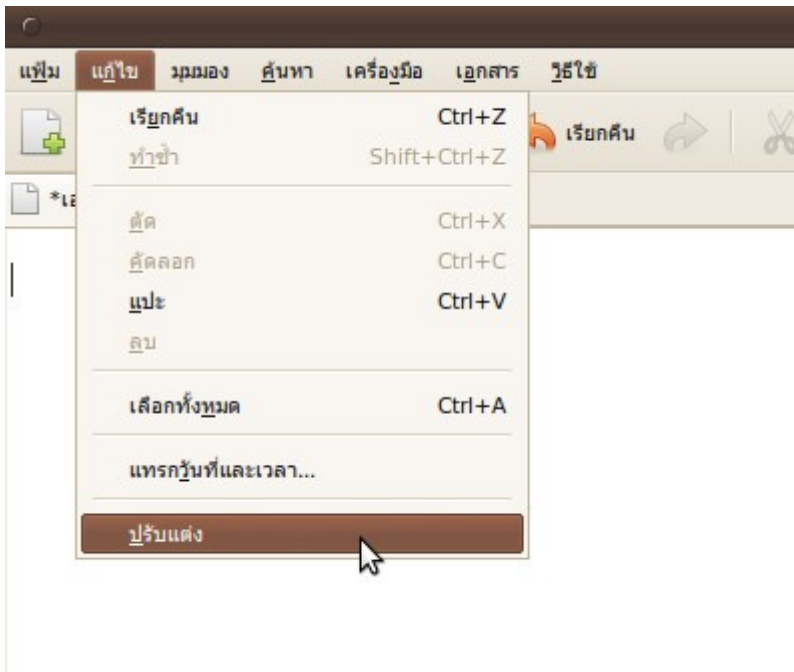 แฟ้ม แก้ไข มุมมอง ค้นหา เครื่องมือ เอกสาร วิธีใช้
เรียกคืน Ctrl+Z
เรียกคืน
ทำซ้ำ Shift+Ctrl+Z
ตัด Ctrl+X
คัดลอก Ctrl+C
แปะ Ctrl+V
ลบ
เลือกทั้งหมด Ctrl+A
แทรกวันที่และเวลา...
ปรับแต่ง